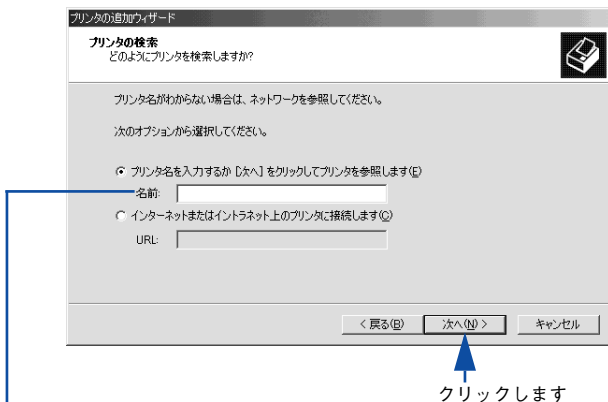 プリンタの追加ウィザード
プリンタの検索
どのようにプリンタを検索しますか?
プリンタ名がわからない場合は、ネットワークを参照してください。
次のオプションから選択してください。
プリンタ名を入力するか [次へ] をクリックしてプリンタを参照します(E)
名前:
インターネットまたはイントラネット上のプリンタに接続します(C)
URL:
< 戻る(B) 次へ(N) > キャンセル
クリックします